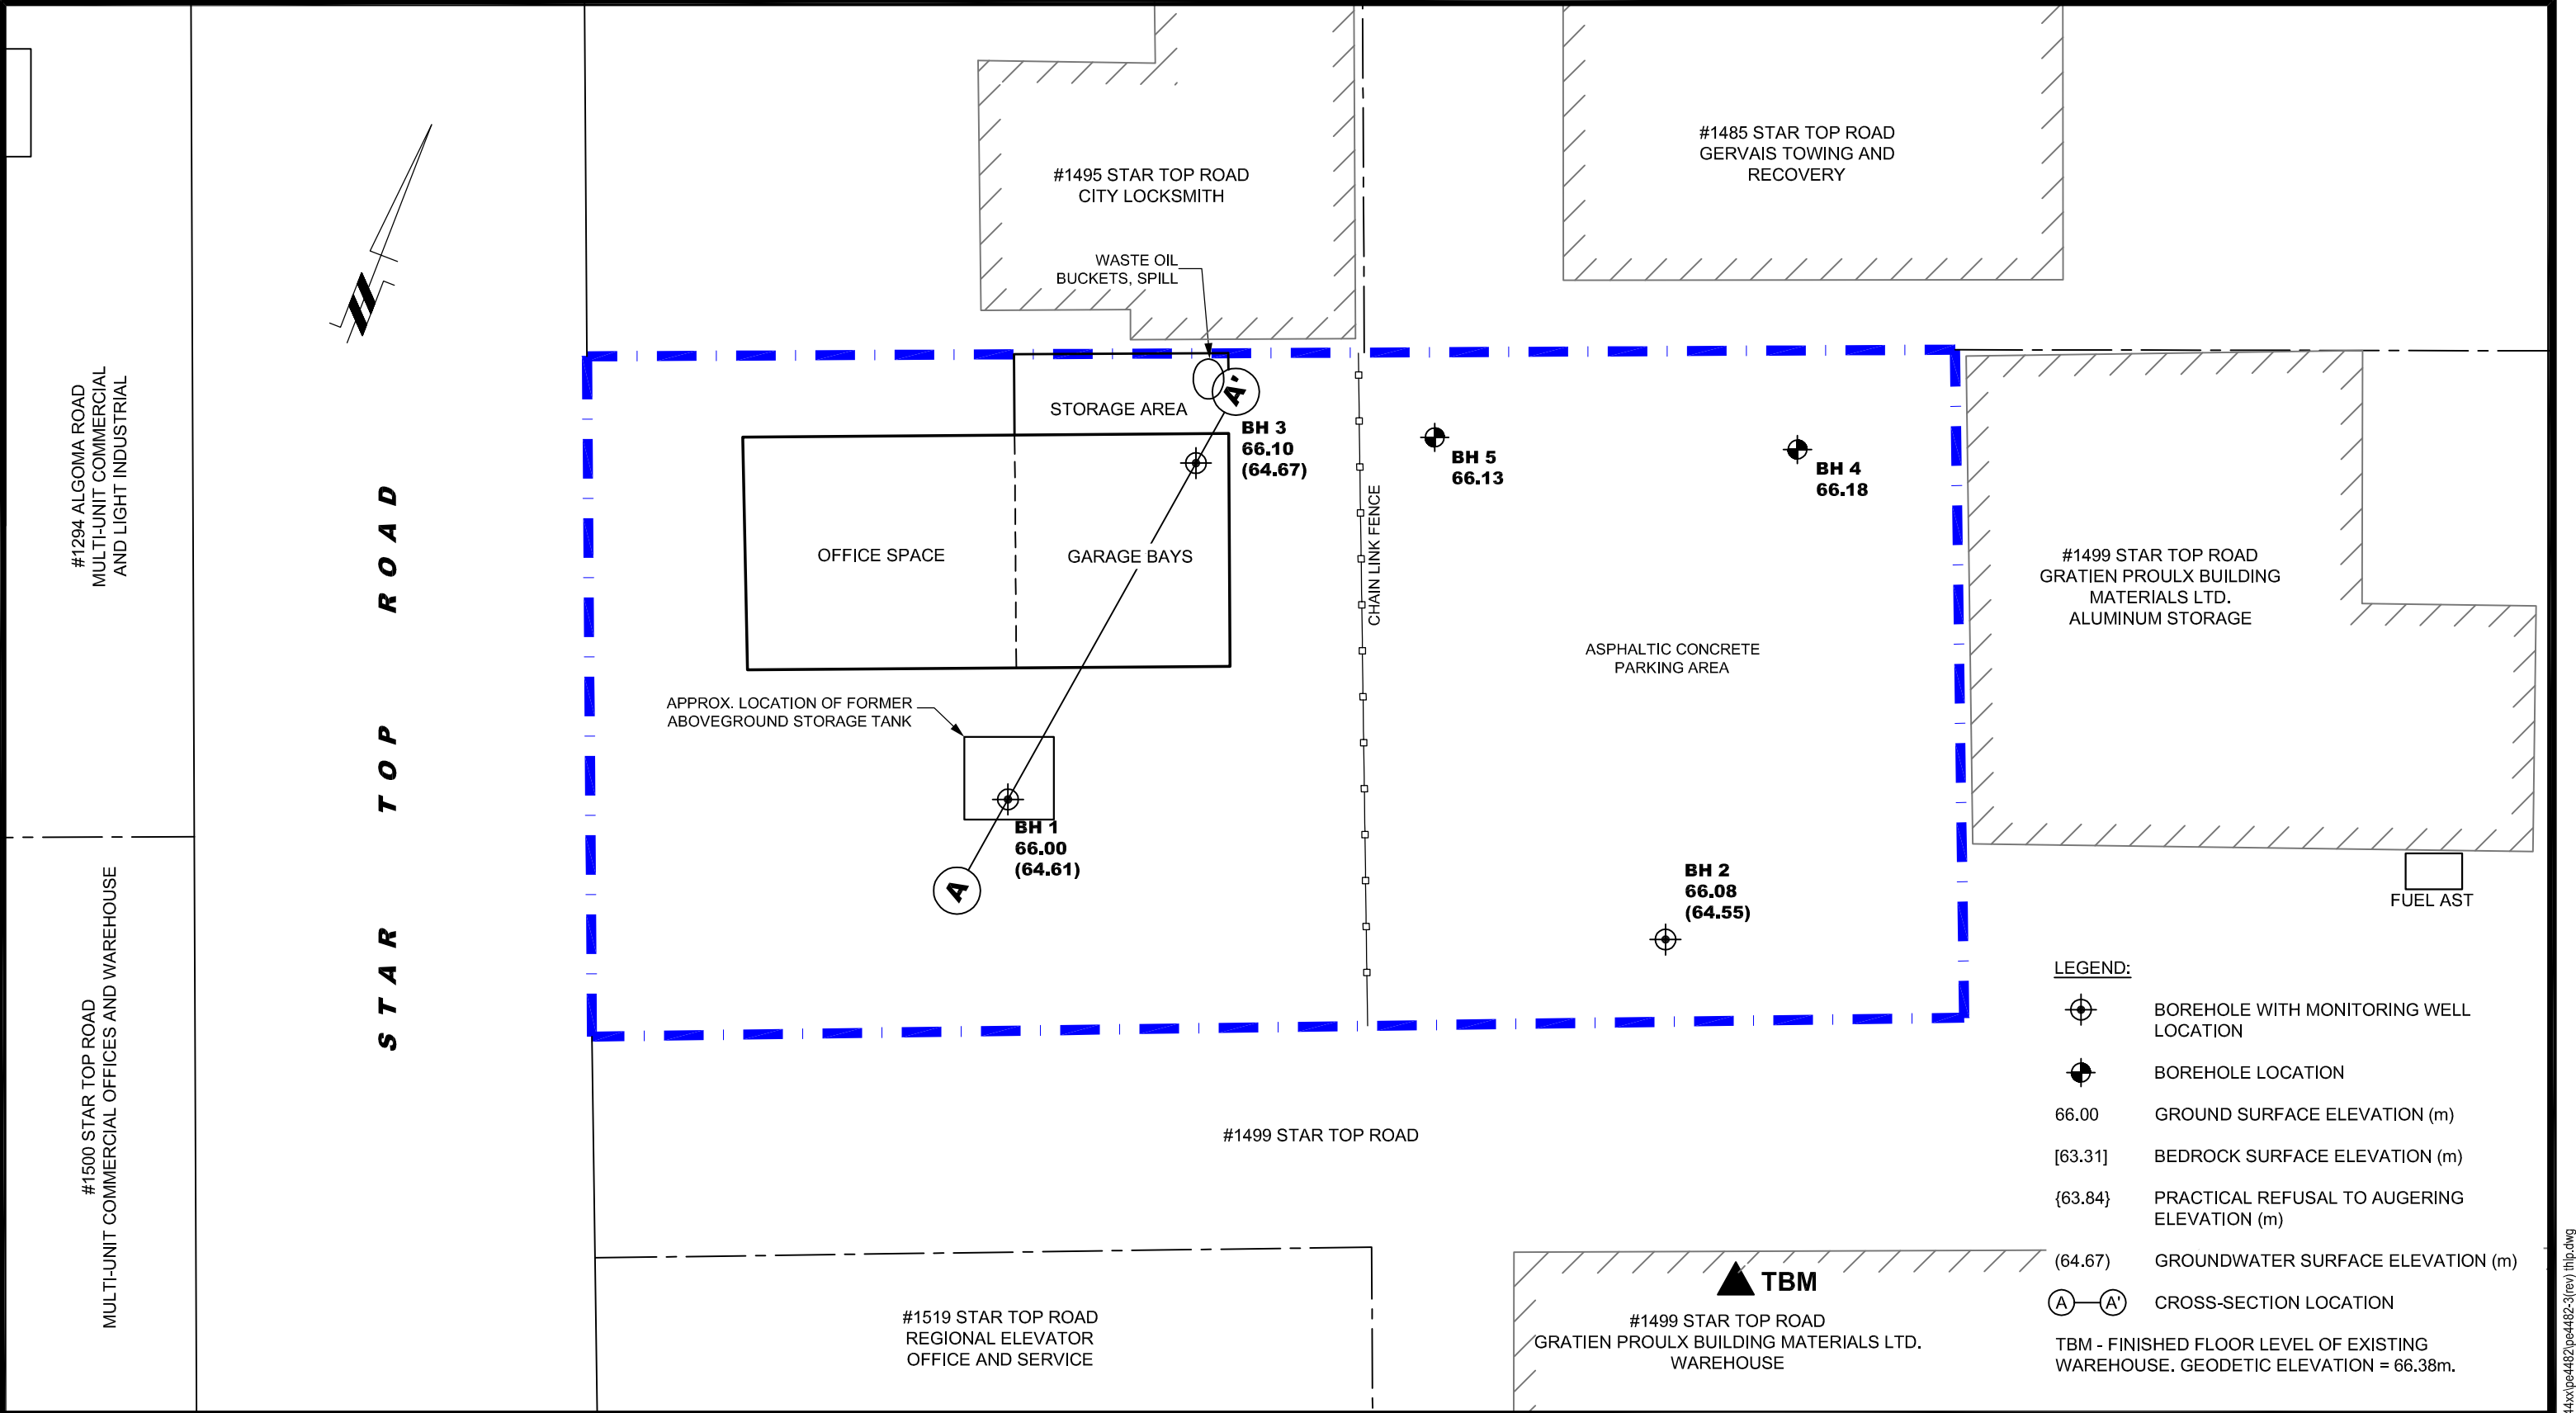 #1495 STAR TOP ROAD
CITY LOCKSMITH
#1485 STAR TOP ROAD
GERVAIS TOWING AND
RECOVERY
WASTE OIL
BUCKETS, SPILL
#1294 ALGOMA ROAD
MULTI-UNIT COMMERCIAL
AND LIGHT INDUSTRIAL
STAR TOP ROAD
STORAGE AREA
A'
BH 3
66.10
(64.67)
BH 5
66.13
BH 4
66.18
OFFICE SPACE
GARAGE BAYS
CHAIN LINK FENCE
#1499 STAR TOP ROAD
GRATIEN PROULX BUILDING
MATERIALS LTD.
ALUMINUM STORAGE
ASPHALTIC CONCRETE
PARKING AREA
APPROX. LOCATION OF FORMER
ABOVEGROUND STORAGE TANK
BH 1
66.00
(64.61)
A
BH 2
66.08
(64.55)
FUEL AST
#1500 STAR TOP ROAD
MULTI-UNIT COMMERCIAL OFFICES AND WAREHOUSE
#1499 STAR TOP ROAD
#1519 STAR TOP ROAD
REGIONAL ELEVATOR
OFFICE AND SERVICE
TBM
#1499 STAR TOP ROAD
GRATIEN PROULX BUILDING MATERIALS LTD.
WAREHOUSE
LEGEND:
BOREHOLE WITH MONITORING WELL
LOCATION
BOREHOLE LOCATION
66.00 GROUND SURFACE ELEVATION (m)
[63.31] BEDROCK SURFACE ELEVATION (m)
{63.84} PRACTICAL REFUSAL TO AUGERING
ELEVATION (m)
(64.67) GROUNDWATER SURFACE ELEVATION (m)
A A' CROSS-SECTION LOCATION
TBM - FINISHED FLOOR LEVEL OF EXISTING
WAREHOUSE. GEODETIC ELEVATION = 66.38m.
44xx\pe4482\pe4482-3(rev) thlp.dwg